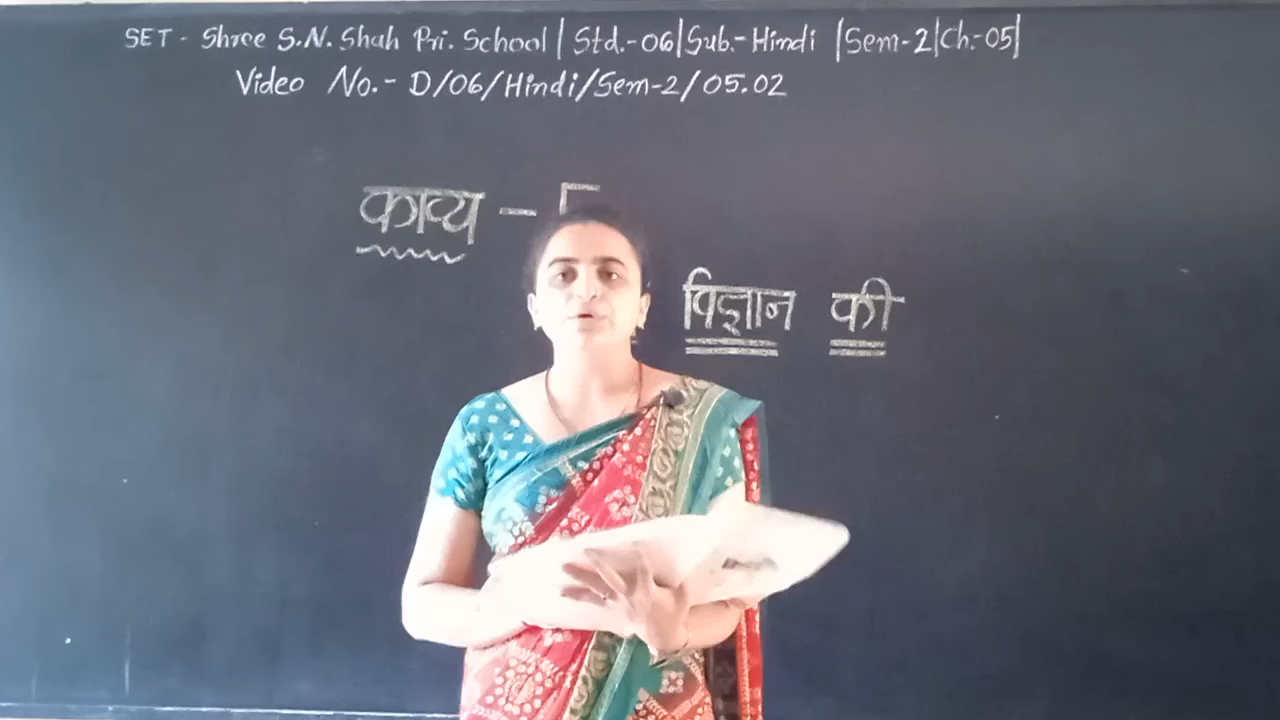 SET - Shree S.N. Shah Pri. School | Std.-06 | Sub.- Hindi | Sem-2 | Ch.-05 |
Video No.- D/06/Hindi/Sem-2/05.02
काव्य -
विज्ञान की